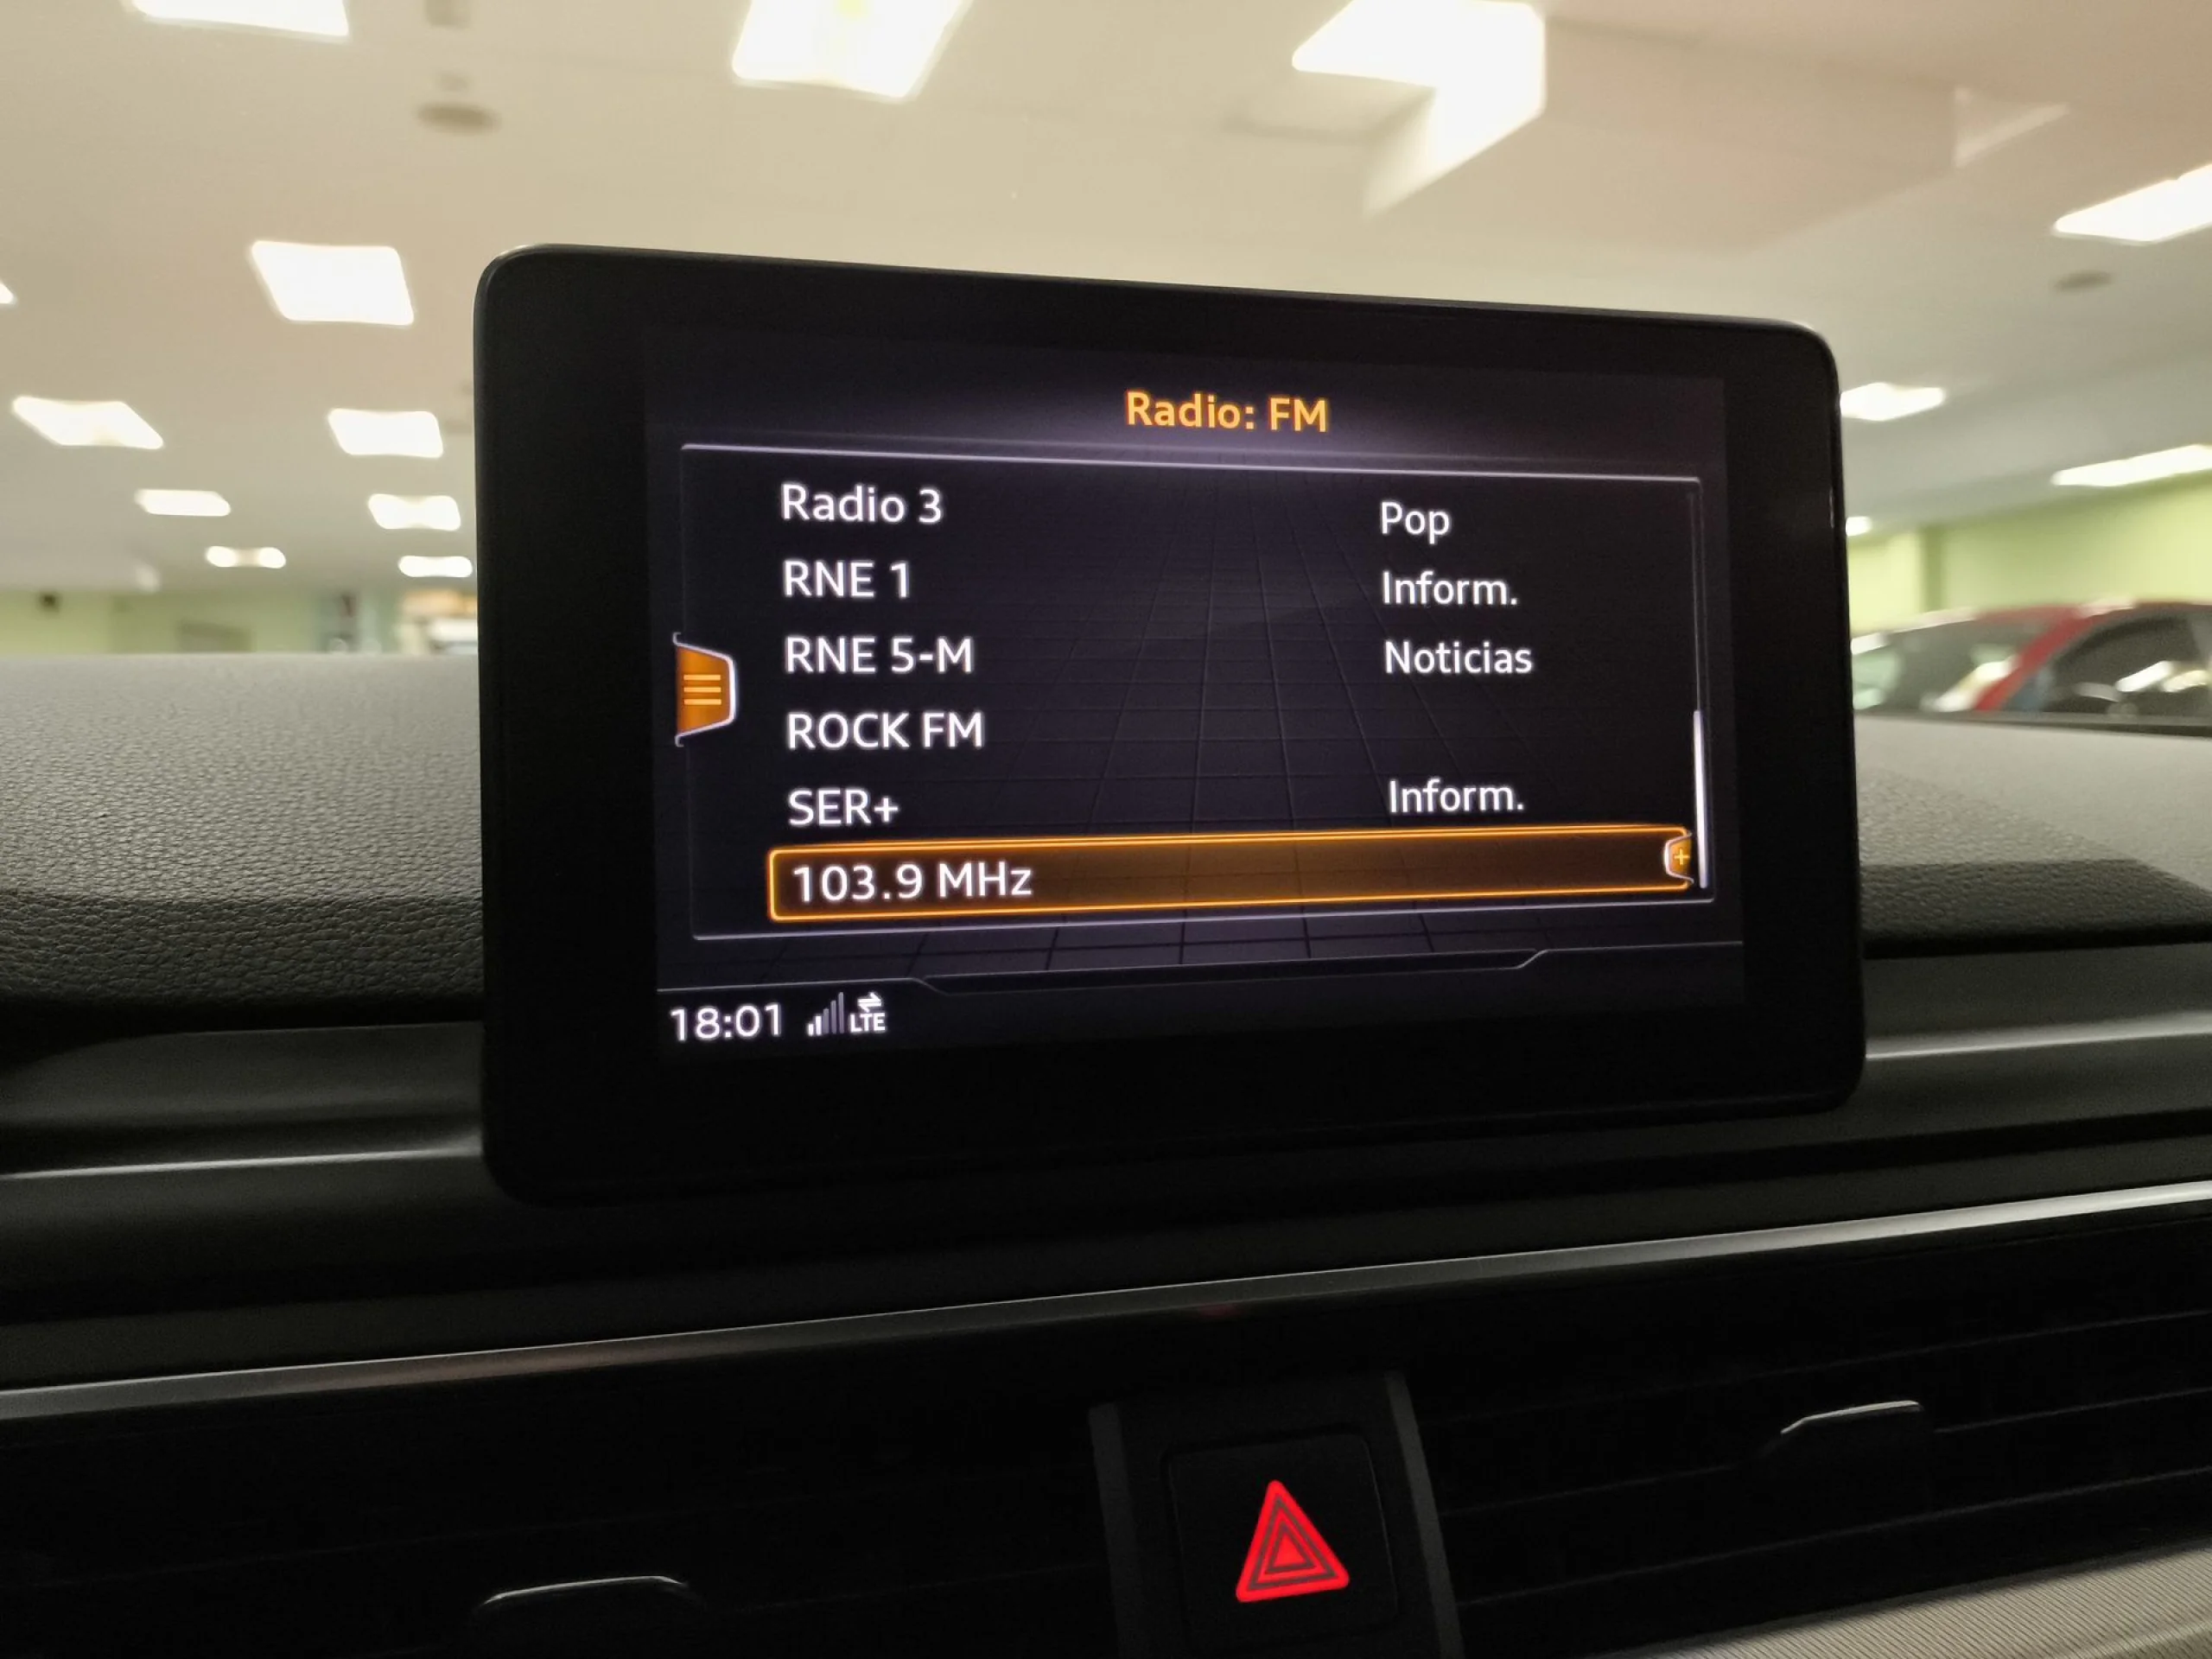 Radio: FM
Radio 3 Pop
RNE 1 Inform.
RNE 5-M Noticias
ROCK FM
SER+ Inform.
103.9 MHz +
18:01 LTE